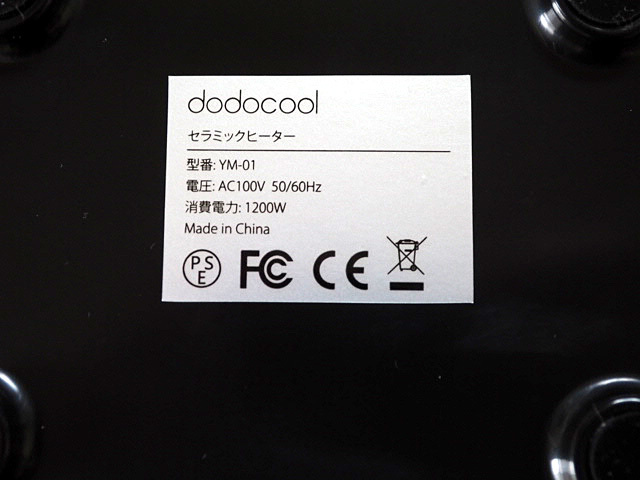 dodocool
セラミックヒーター
型番: YM-01
電圧: AC100V 50/60Hz
消費電力: 1200W
Made in China
PSE FC CE